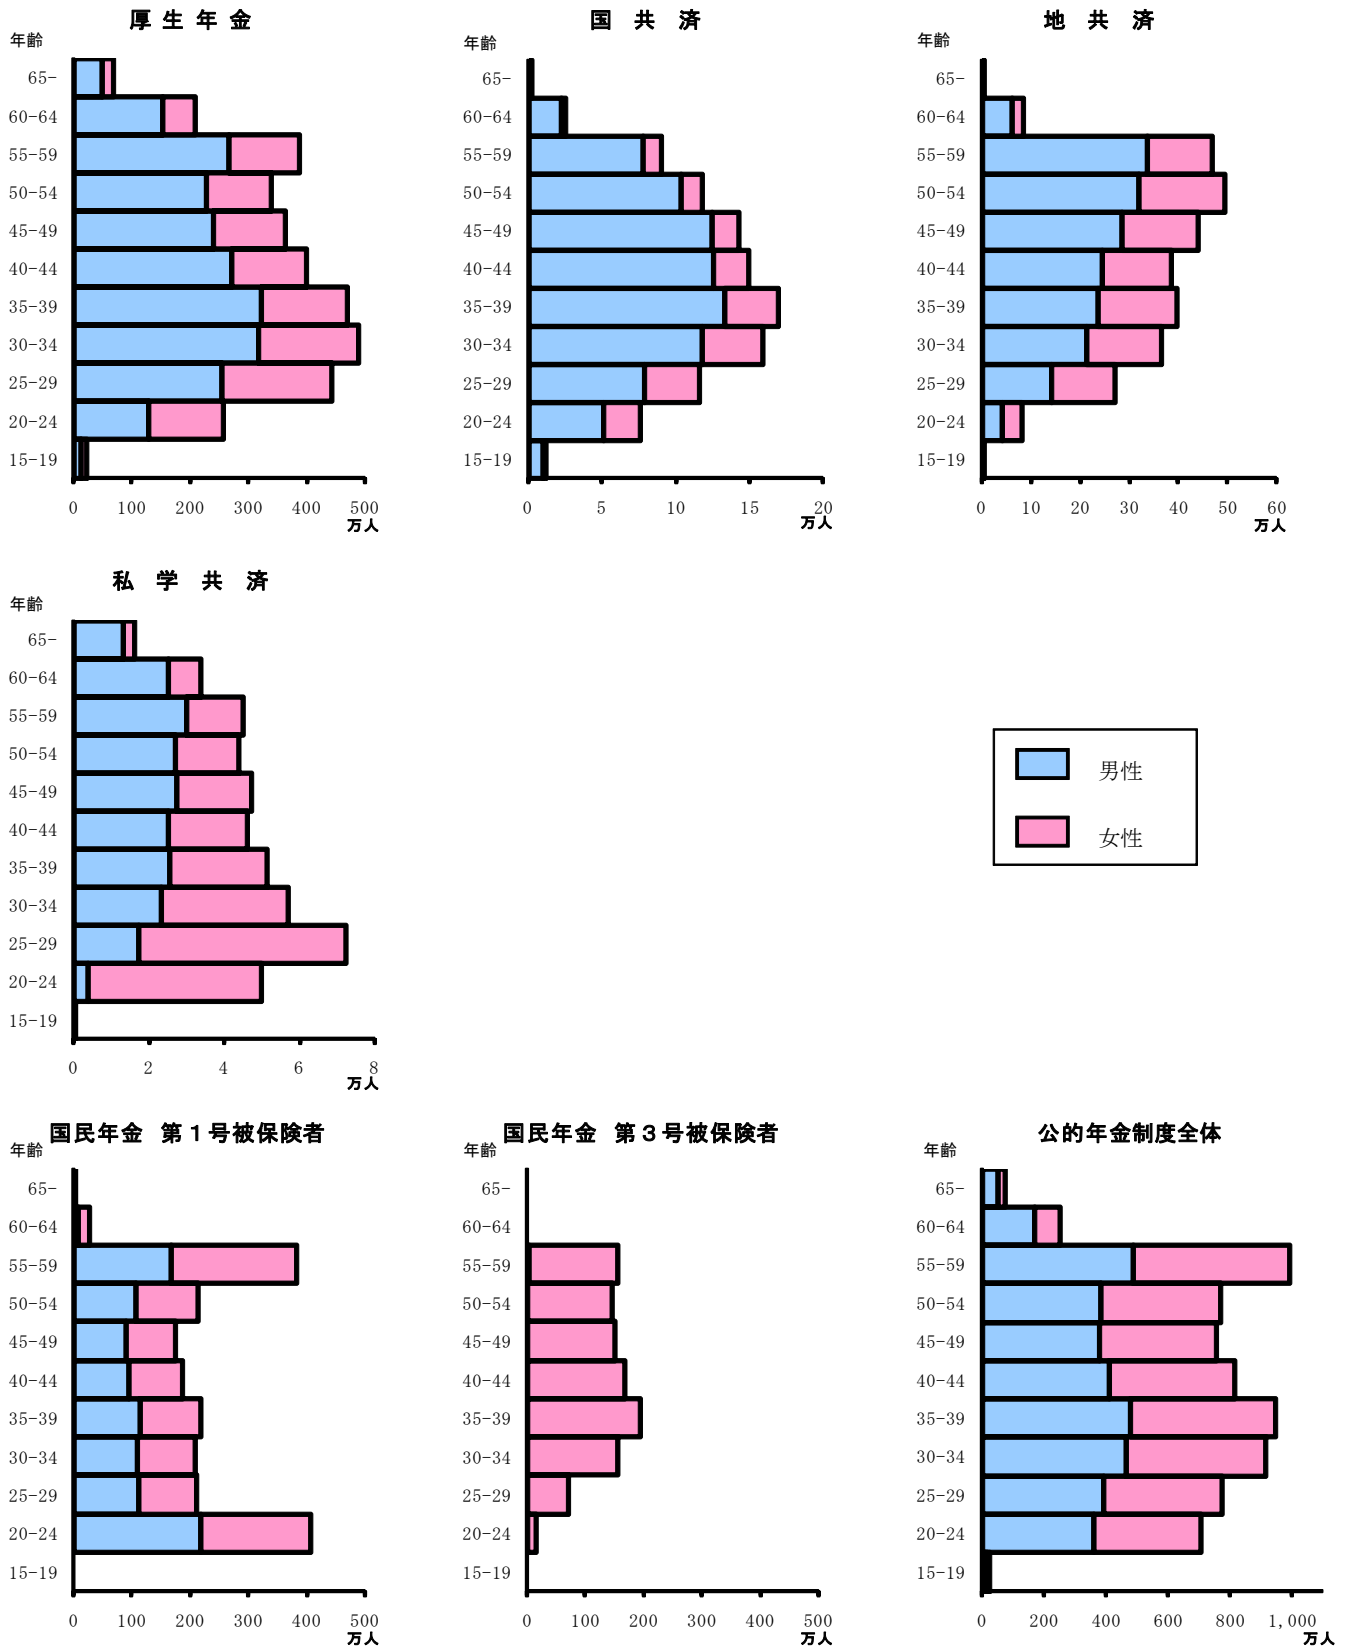 厚 生 年 金
年齢
65-
60-64
55-59
50-54
45-49
40-44
35-39
30-34
25-29
20-24
15-19
0 100 200 300 400 500
万人
国 共 済
年齢
65-
60-64
55-59
50-54
45-49
40-44
35-39
30-34
25-29
20-24
15-19
0 5 10 15 20
万人
地 共 済
年齢
65-
60-64
55-59
50-54
45-49
40-44
35-39
30-34
25-29
20-24
15-19
0 10 20 30 40 50 60
万人
私 学 共 済
年齢
65-
60-64
55-59
50-54
45-49
40-44
35-39
30-34
25-29
20-24
15-19
0 2 4 6 8
万人
男性
女性
国民年金 第1号被保険者
年齢
65-
60-64
55-59
50-54
45-49
40-44
35-39
30-34
25-29
20-24
15-19
0 100 200 300 400 500
万人
国民年金 第3号被保険者
年齢
65-
60-64
55-59
50-54
45-49
40-44
35-39
30-34
25-29
20-24
15-19
0 100 200 300 400 500
万人
公的年金制度全体
年齢
65-
60-64
55-59
50-54
45-49
40-44
35-39
30-34
25-29
20-24
15-19
0 200 400 600 800 1,000
万人